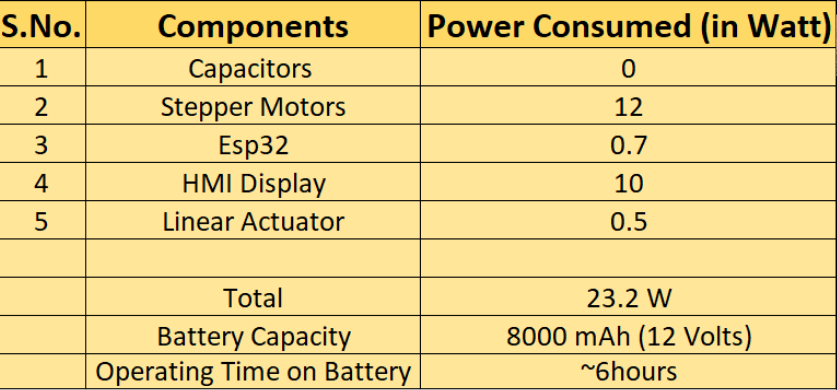 S.No. Components Power Consumed (in Watt)
1 Capacitors 0
2 Stepper Motors 12
3 Esp32 0.7
4 HMI Display 10
5 Linear Actuator 0.5
Total 23.2 W
Battery Capacity 8000 mAh (12 Volts)
Operating Time on Battery ~6hours